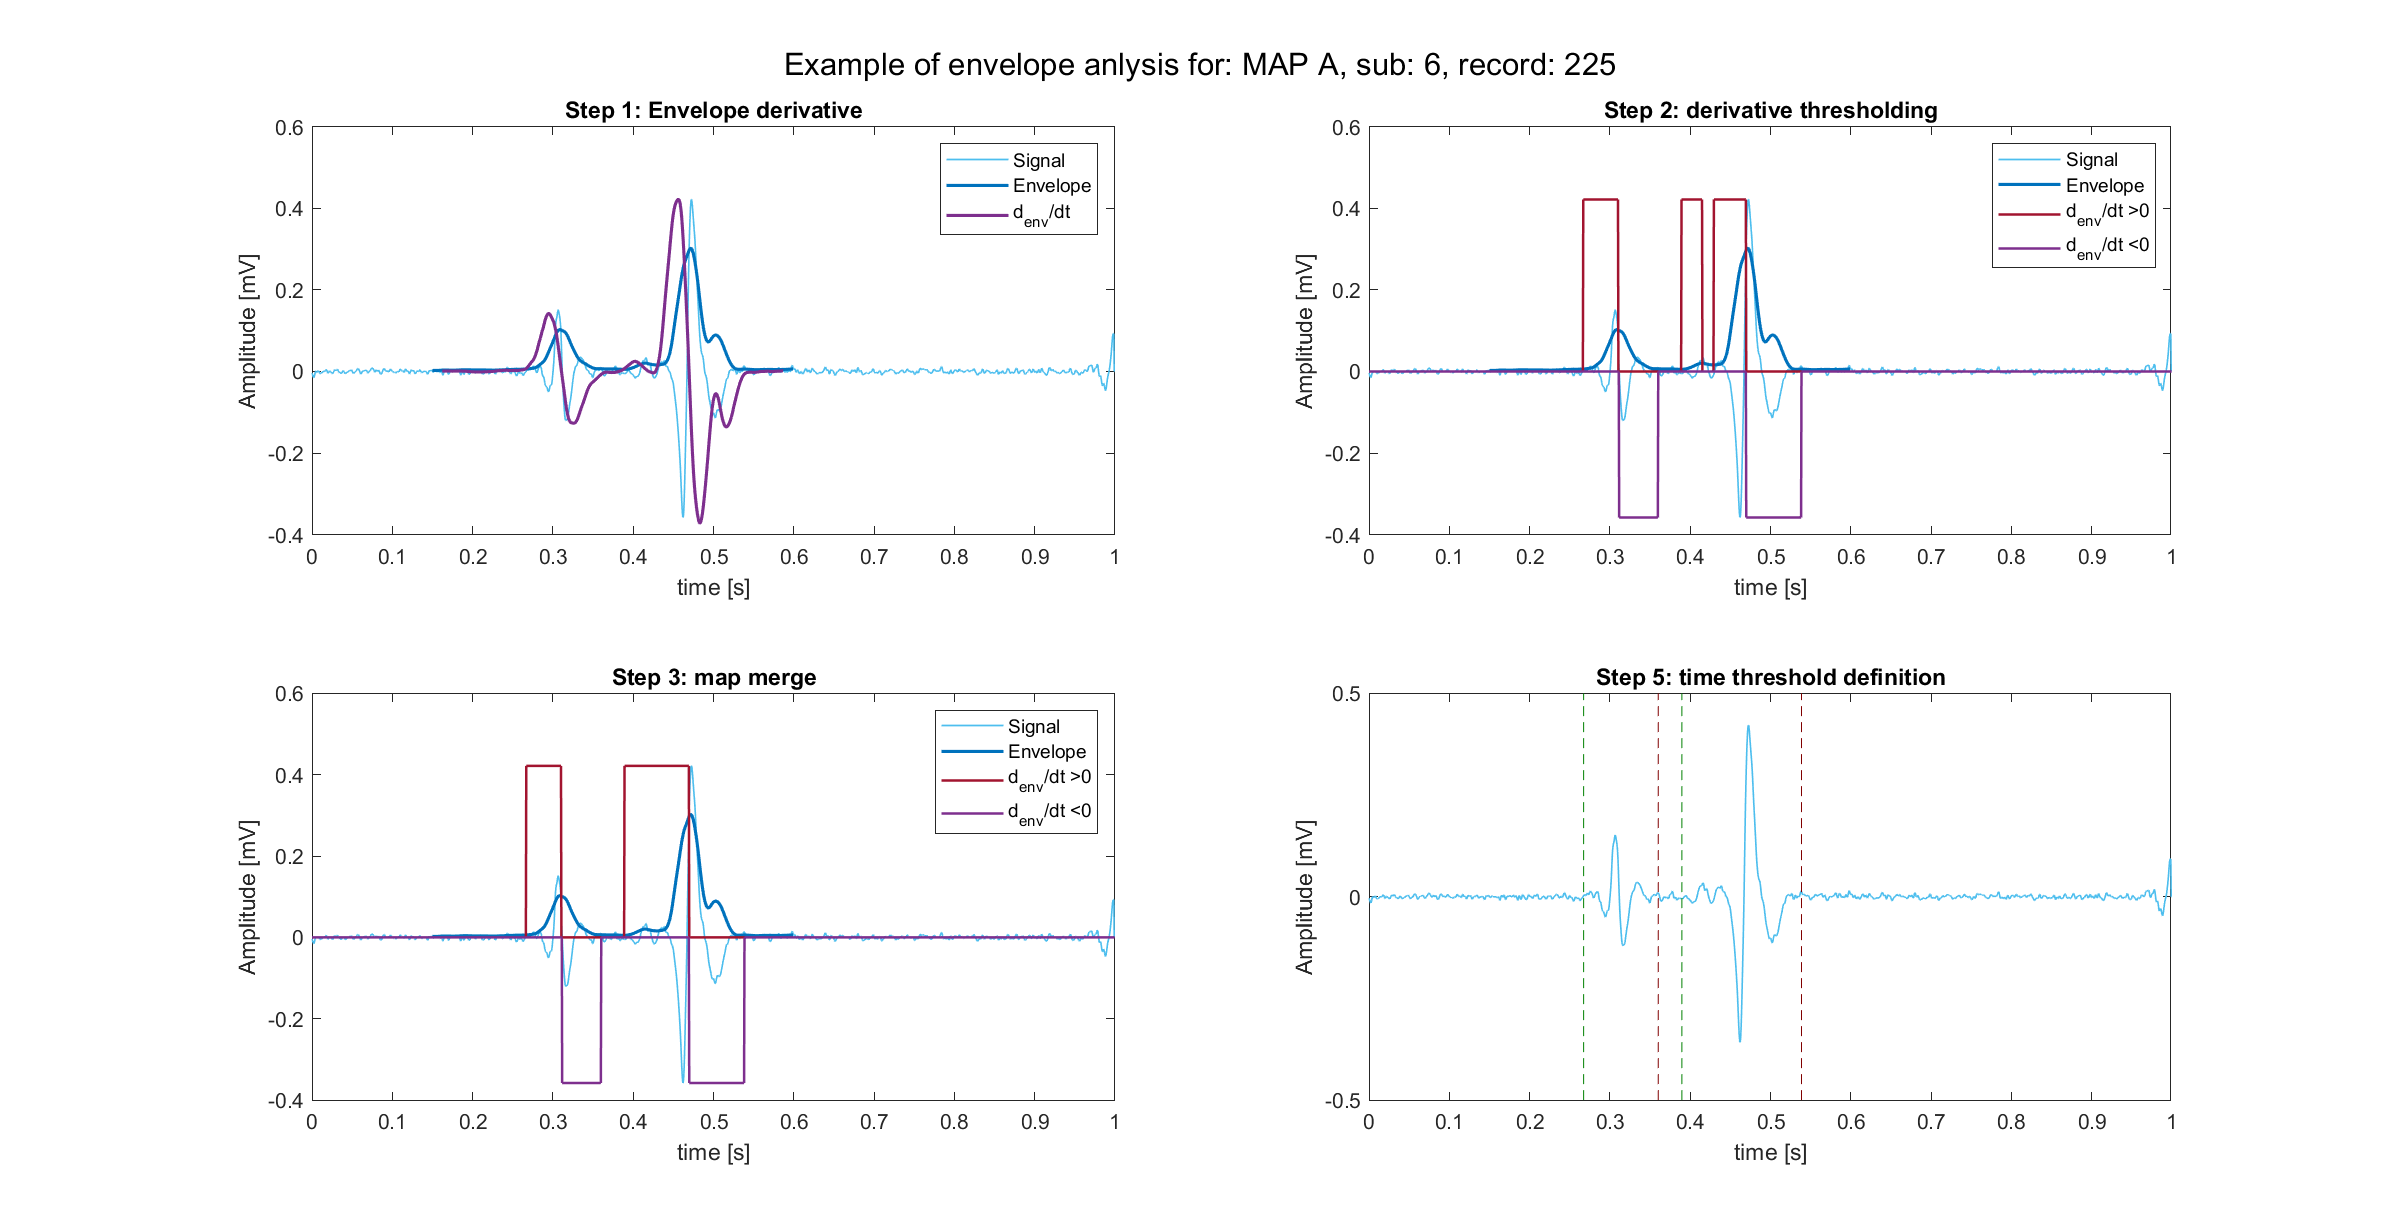 Example of envelope anlysis for: MAP A, sub: 6, record: 225
Step 1: Envelope derivative
0.6
0.4
0.2
0
-0.2
-0.4
Amplitude [mV]
0 0.1 0.2 0.3 0.4 0.5 0.6 0.7 0.8 0.9 1
time [s]
Signal
Envelope
d_env/dt
Step 2: derivative thresholding
0.6
0.4
0.2
0
-0.2
-0.4
Amplitude [mV]
0 0.1 0.2 0.3 0.4 0.5 0.6 0.7 0.8 0.9 1
time [s]
Signal
Envelope
d_env/dt >0
d_env/dt <0
Step 3: map merge
0.6
0.4
0.2
0
-0.2
-0.4
Amplitude [mV]
0 0.1 0.2 0.3 0.4 0.5 0.6 0.7 0.8 0.9 1
time [s]
Signal
Envelope
d_env/dt >0
d_env/dt <0
Step 5: time threshold definition
0.5
0
-0.5
Amplitude [mV]
0 0.1 0.2 0.3 0.4 0.5 0.6 0.7 0.8 0.9 1
time [s]